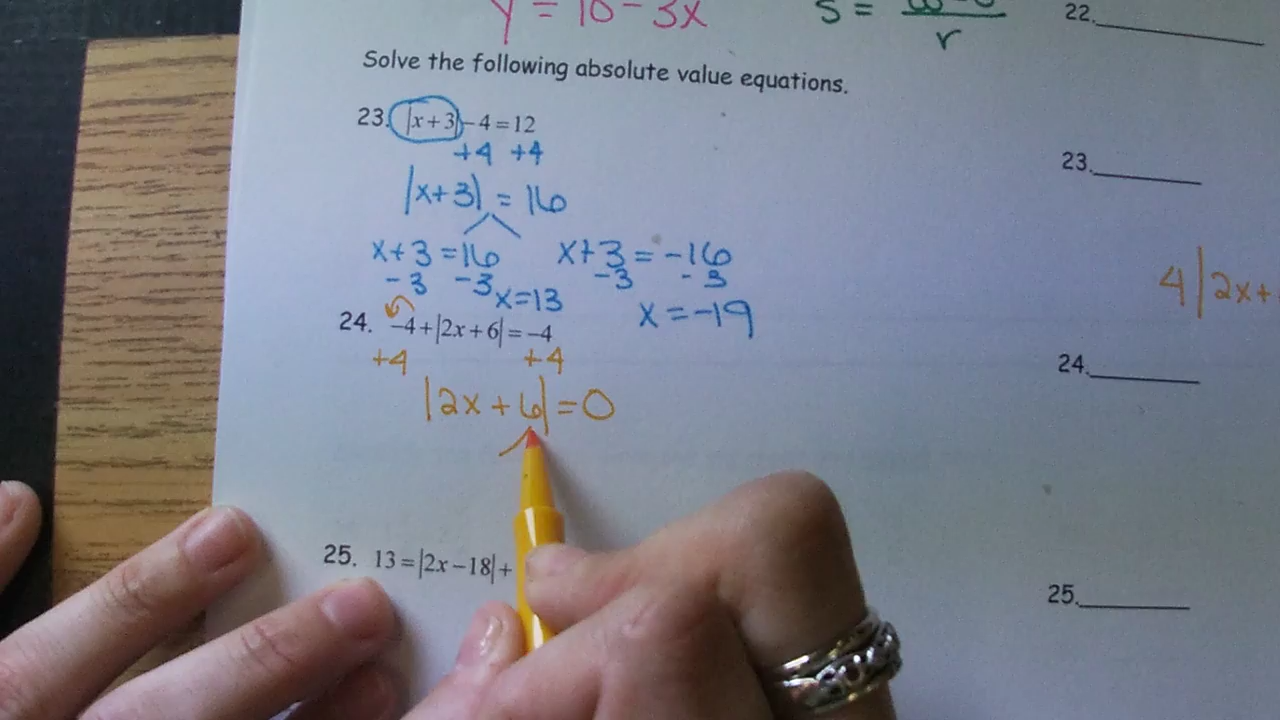 y = 10 - 3x
S =
r
22.
Solve the following absolute value equations.
23. |x+3| - 4 = 12
+4 +4
|x+3| = 16
x+3 = 16 x+3 = -16
-3 -3 -3 -3
x=13
x = -19
23.
4|2x+
24. -4+|2x+6| = -4
+4 +4
|2x+6| = 0
24.
25. 13 = |2x-18| +
25.